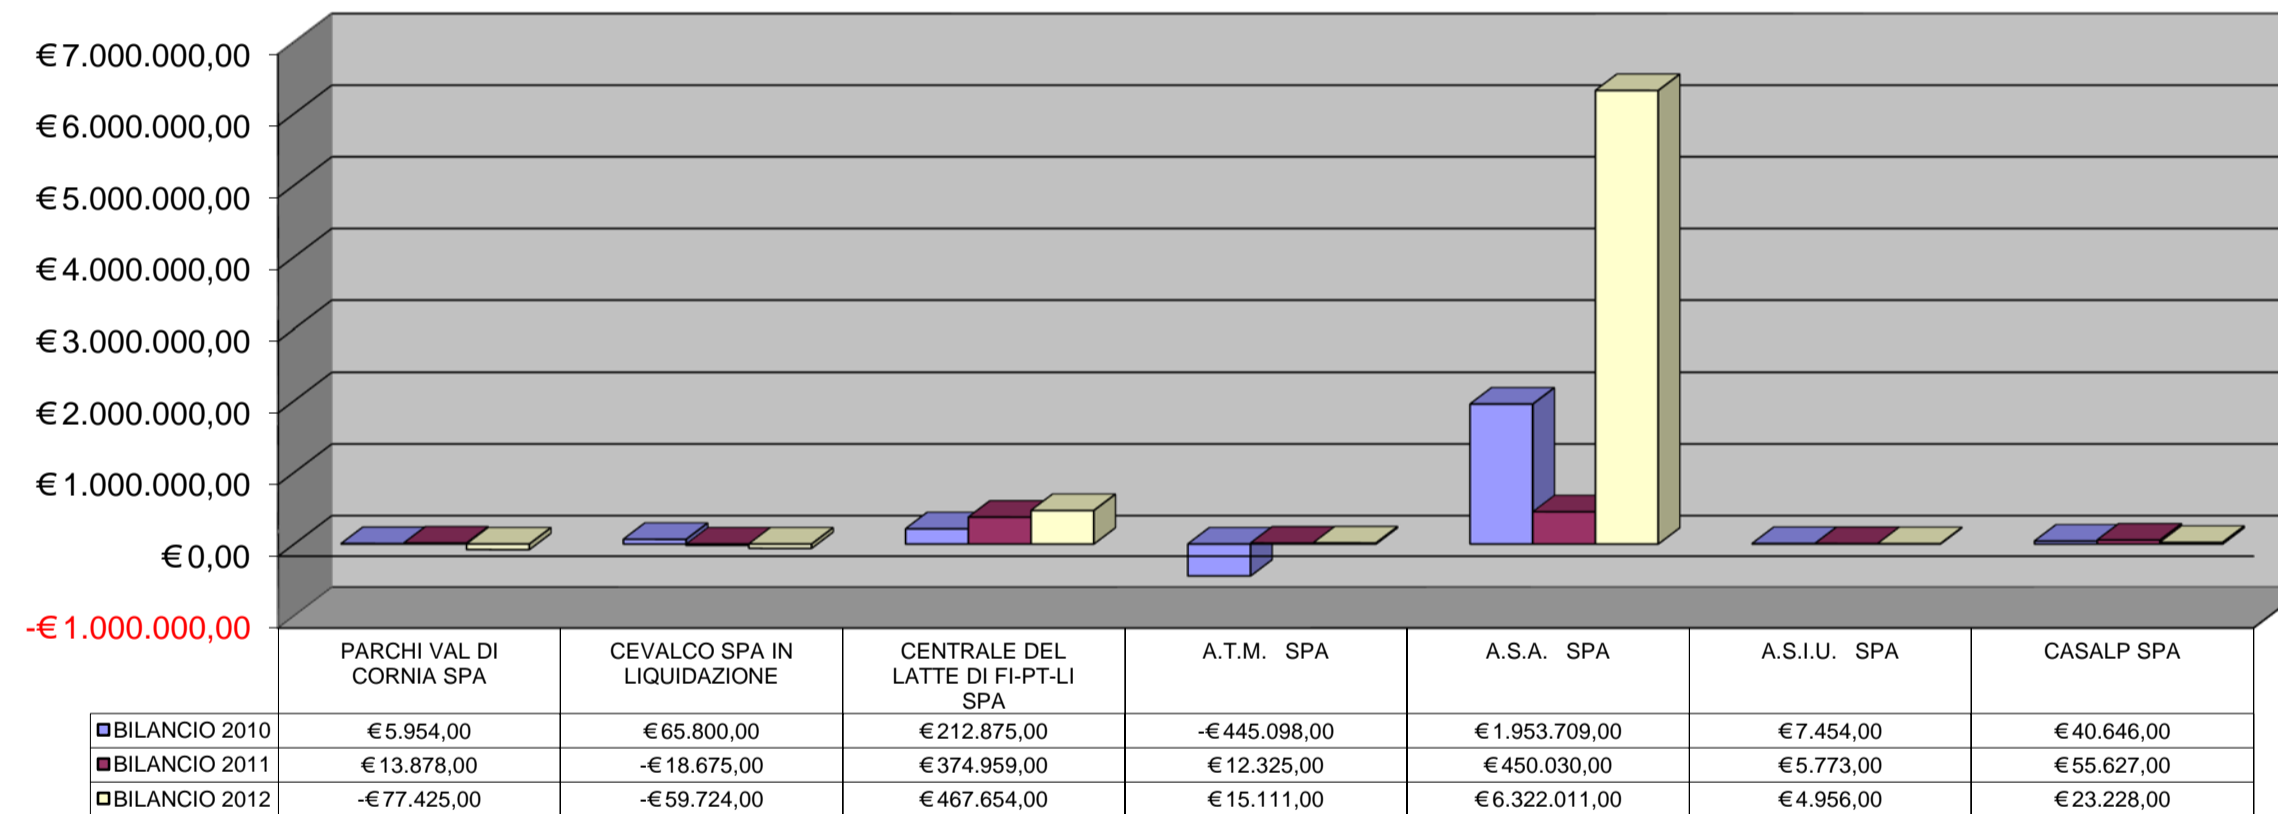 €7.000.000,00
€6.000.000,00
€5.000.000,00
€4.000.000,00
€3.000.000,00
€2.000.000,00
€1.000.000,00
€0,00
-€1.000.000,00
PARCHI VAL DI CORNIA SPA
CEVALCO SPA IN LIQUIDAZIONE
CENTRALE DEL LATTE DI FI-PT-LI SPA
A.T.M. SPA
A.S.A. SPA
A.S.I.U. SPA
CASALP SPA
BILANCIO 2010 €5.954,00 €65.800,00 €212.875,00 -€445.098,00 €1.953.709,00 €7.454,00 €40.646,00
BILANCIO 2011 €13.878,00 -€18.675,00 €374.959,00 €12.325,00 €450.030,00 €5.773,00 €55.627,00
BILANCIO 2012 -€77.425,00 -€59.724,00 €467.654,00 €15.111,00 €6.322.011,00 €4.956,00 €23.228,00